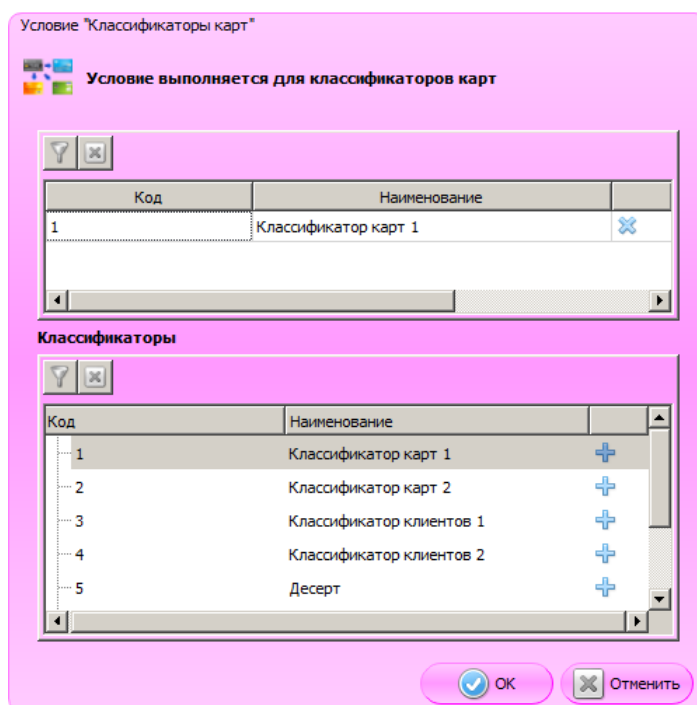 Условие "Классификаторы карт"
Условие выполняется для классификаторов карт
Код Наименование
1 Классификатор карт 1
Классификаторы
Код Наименование
1 Классификатор карт 1
2 Классификатор карт 2
3 Классификатор клиентов 1
4 Классификатор клиентов 2
5 Десерт
ОК Отменить